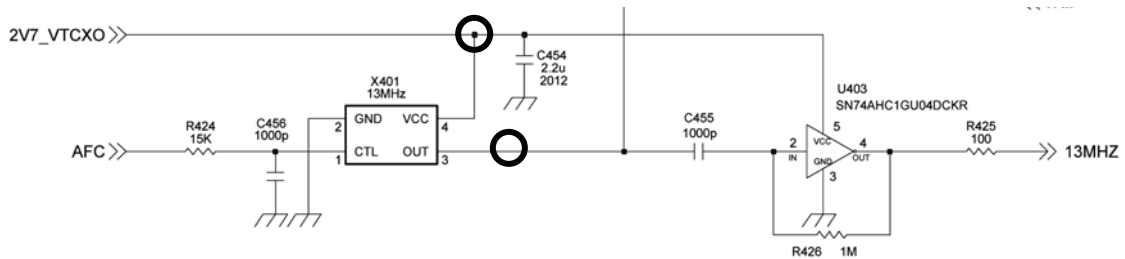 2V7_VTCXO
C454
2.2u
2012
X401
13MHz
GND VCC
2 4
CTL OUT
1 3
R424
15K
C456
1000p
AFC
C455
1000p
U403
SN74AHC1GU04DCKR
5
VCC
2 4
IN OUT
GND
3
R425
100
13MHZ
R426 1M